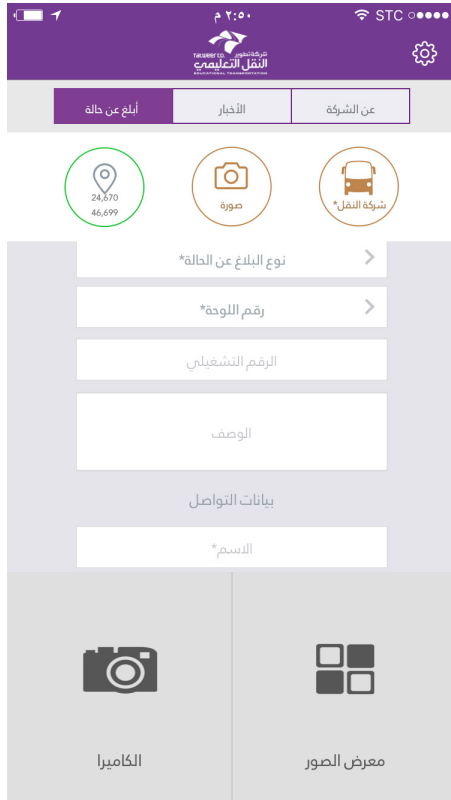 STC
٢:٥٠ م
شركة تطوير TaTweer co.
النقل التعليمي
EDUCATIONAL TRANSPORTATION
عن الشركة
الأخبار
أبلغ عن حالة
شركة النقل*
صورة
24,670
46,699
نوع البلاغ عن الحالة*
رقم اللوحة*
الرقم التشغيلي
الوصف
بيانات التواصل
الاسم*
معرض الصور
الكاميرا